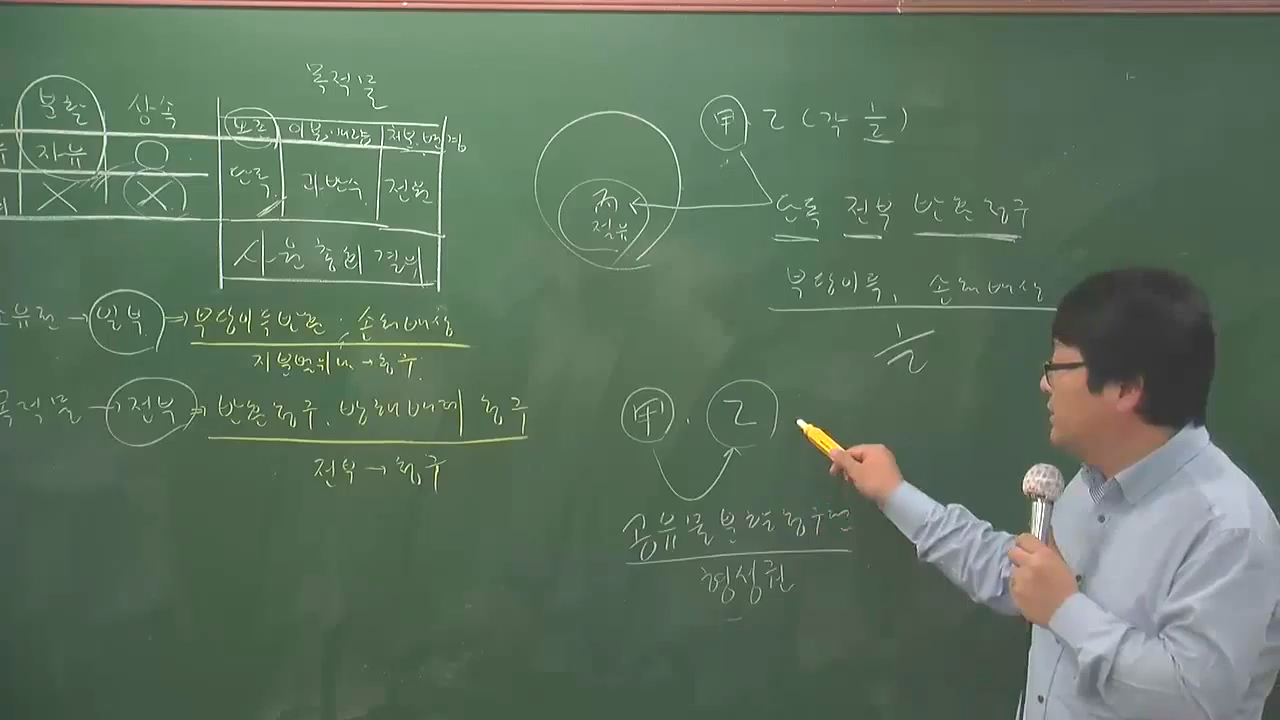 목적물
분할 상속
보존 이용·개량 처분·변경
자유 ○
단독 과반수 전원
X X
사원총회 결의
소유권 → 일부 ⇒ 부당이득반환·손해배상
지분범위내 → 청구
목적물 → 전부 ⇒ 반환청구, 방해배제 청구
전부 → 청구
甲. 乙 (각 1/2)
丙 점유
단독 전부 반환청구
부당이득, 손해배상
1/2
甲. 乙
공유물분할청구권
형성권